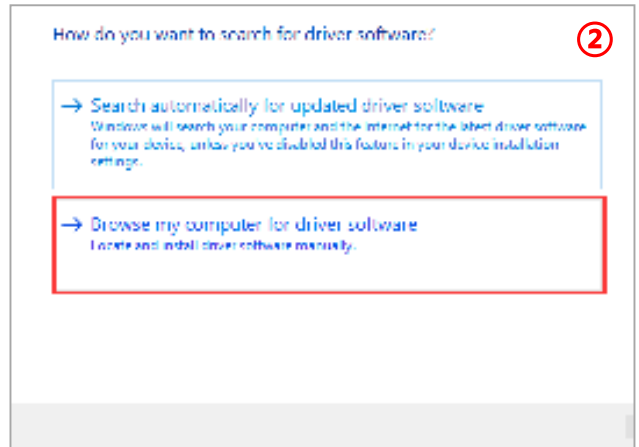 How do you want to search for driver software?
②
→ Search automatically for updated driver software
Windows will search your computer and the Internet for the latest driver software
for your device, unless you've disabled this feature in your device installation
settings.
→ Browse my computer for driver software
Locate and install driver software manually.